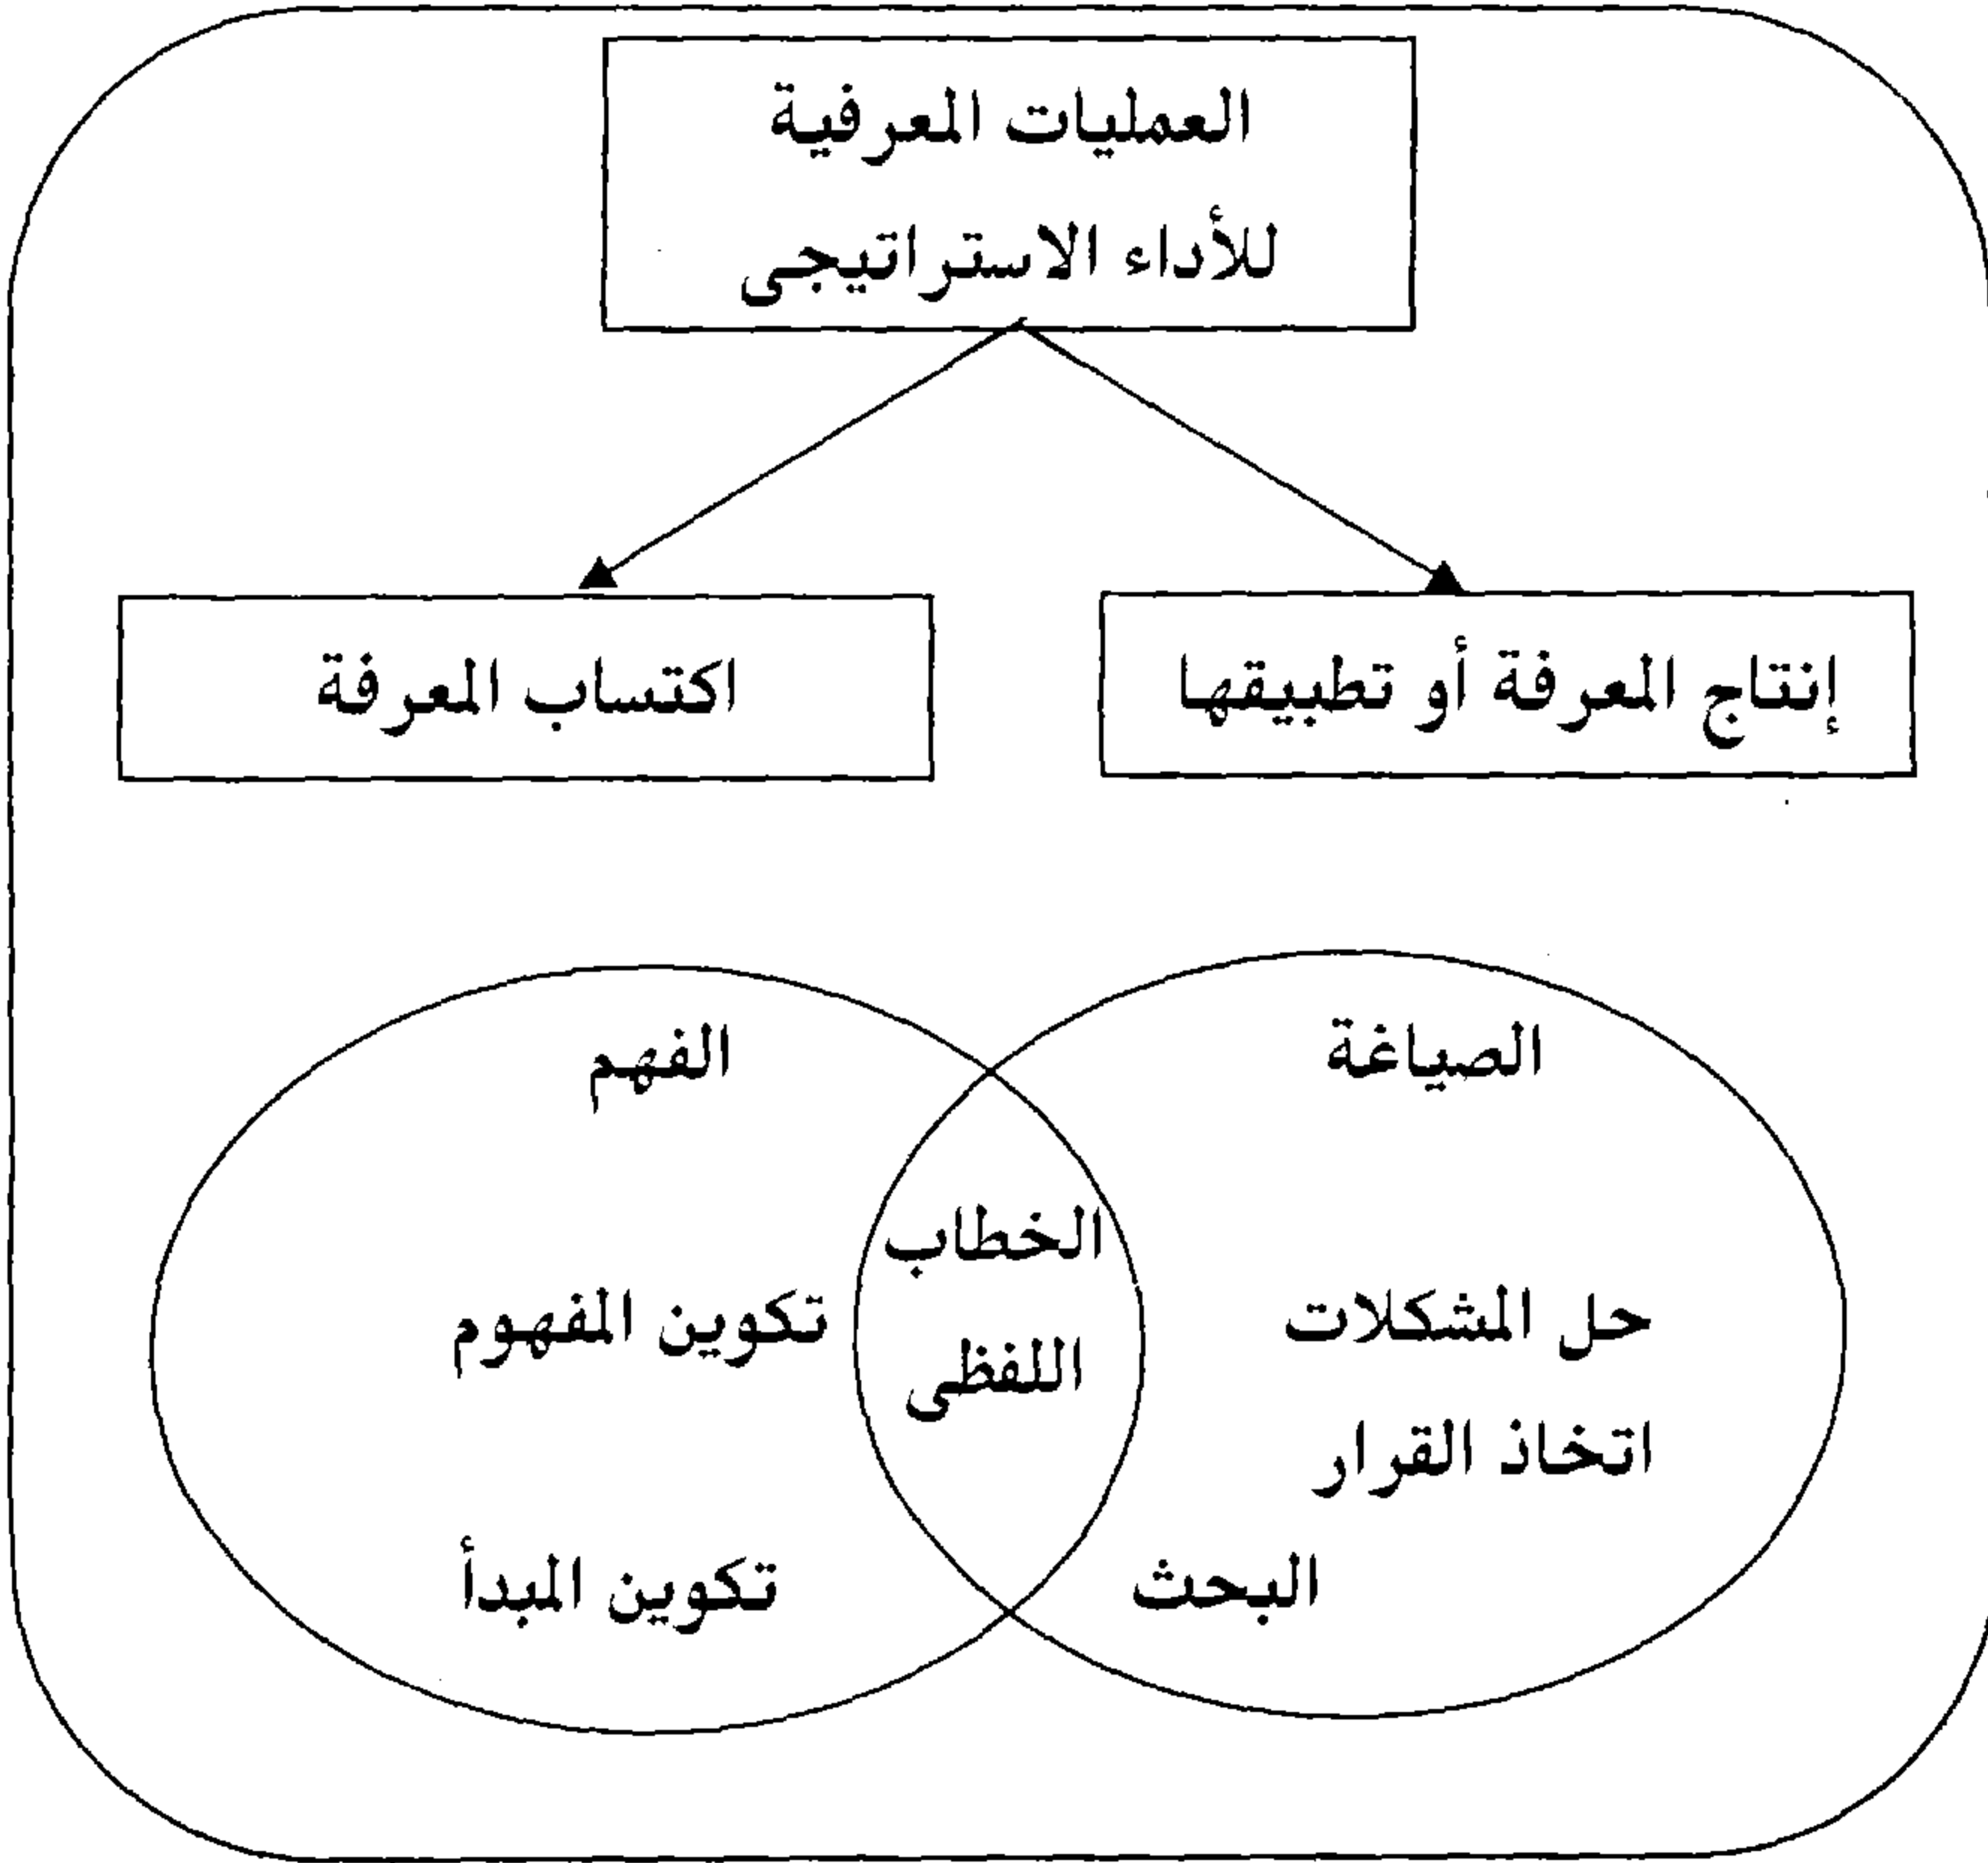 العمليات المعرفية
للأداء الاستراتيجى
إنتاج المعرفة أو تطبيقها
اكتساب المعرفة
الصياغة
حل المشكلات
اتخاذ القرار
البحث
الخطاب
اللفظى
الفهم
تكوين المفهوم
تكوين المبدأ